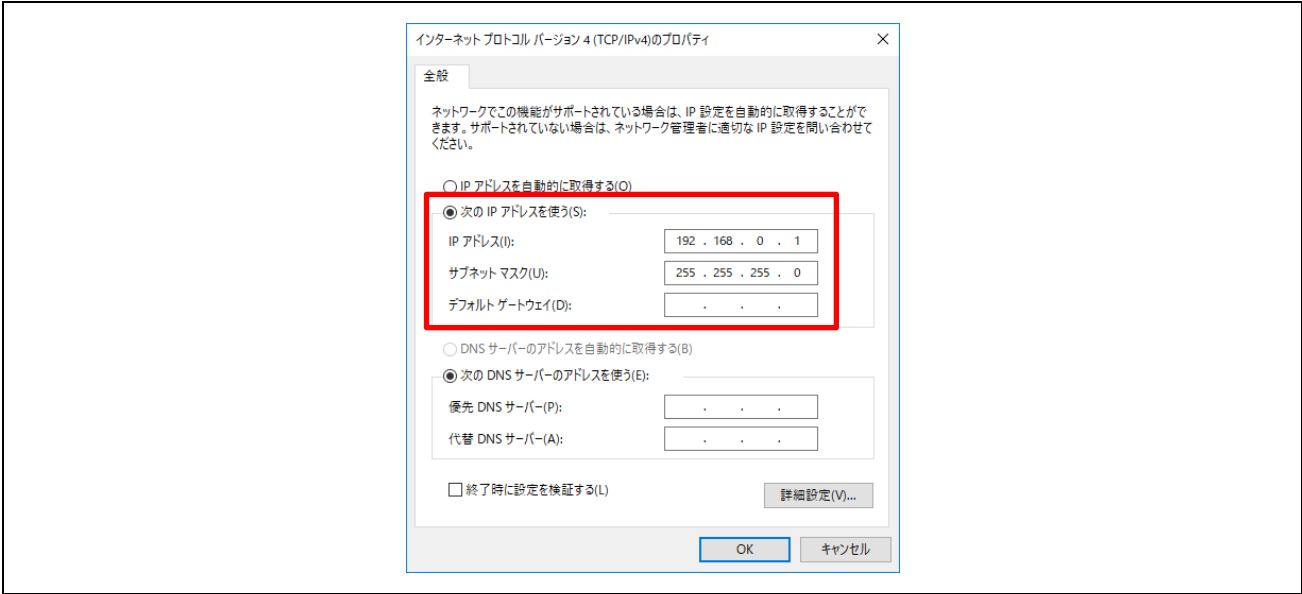 インターネット プロトコル バージョン 4 (TCP/IPv4)のプロパティ
全般
ネットワークでこの機能がサポートされている場合は、IP 設定を自動的に取得することがで
きます。サポートされていない場合は、ネットワーク管理者に適切な IP 設定を問い合わせて
ください。
IP アドレスを自動的に取得する(O)
次の IP アドレスを使う(S):
IP アドレス(I): 192 . 168 . 0 . 1
サブネット マスク(U): 255 . 255 . 255 . 0
デフォルト ゲートウェイ(D): . . .
DNS サーバーのアドレスを自動的に取得する(B)
次の DNS サーバーのアドレスを使う(E):
優先 DNS サーバー(P): . . .
代替 DNS サーバー(A): . . .
終了時に設定を検証する(L)
詳細設定(V)...
OK キャンセル